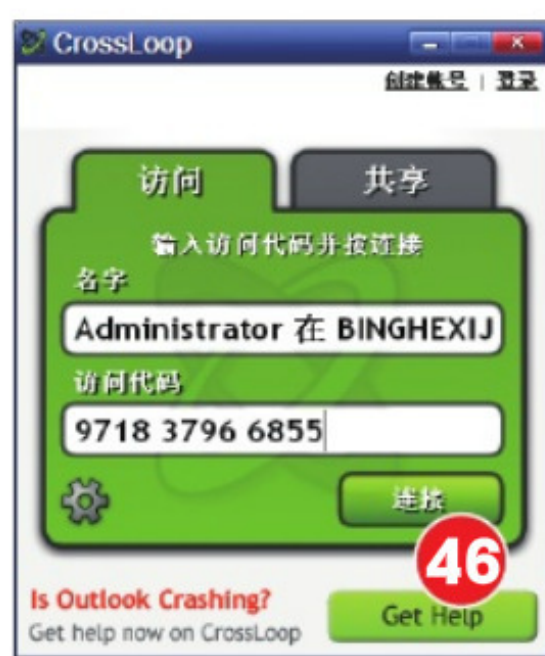 CrossLoop
创建帐号 | 登录
访问 共享
输入访问代码并按连接
名字
Administrator 在 BINGHEXIJ
访问代码
9718 3796 6855
连接
46
Is Outlook Crashing?
Get help now on CrossLoop
Get Help